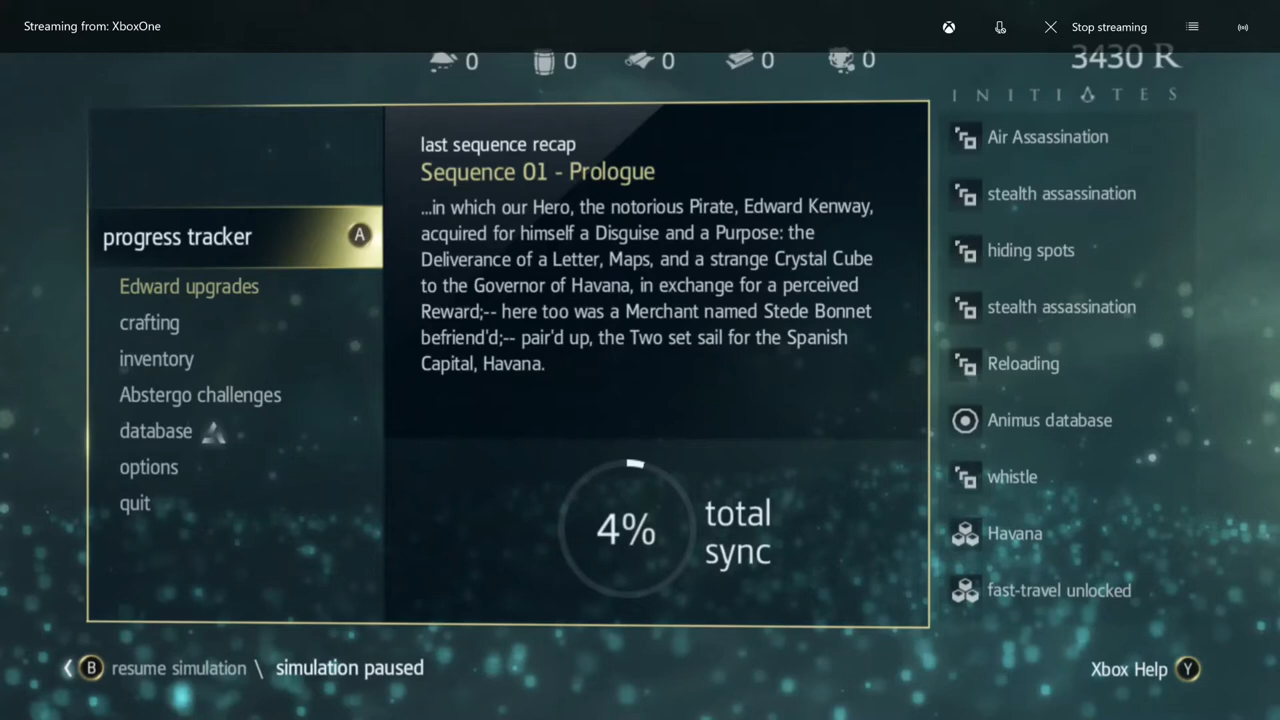 Streaming from: XboxOne
Stop streaming
0
0
0
0
0
3430 R
INITIATES
last sequence recap
Sequence 01 - Prologue
...in which our Hero, the notorious Pirate, Edward Kenway,
acquired for himself a Disguise and a Purpose: the
Deliverance of a Letter, Maps, and a strange Crystal Cube
to the Governor of Havana, in exchange for a perceived
Reward;-- here too was a Merchant named Stede Bonnet
befriend'd;-- pair'd up, the Two set sail for the Spanish
Capital, Havana.
progress tracker A
Edward upgrades
crafting
inventory
Abstergo challenges
database
options
quit
4%
total
sync
Air Assassination
stealth assassination
hiding spots
stealth assassination
Reloading
Animus database
whistle
Havana
fast-travel unlocked
B resume simulation \ simulation paused
Xbox Help Y